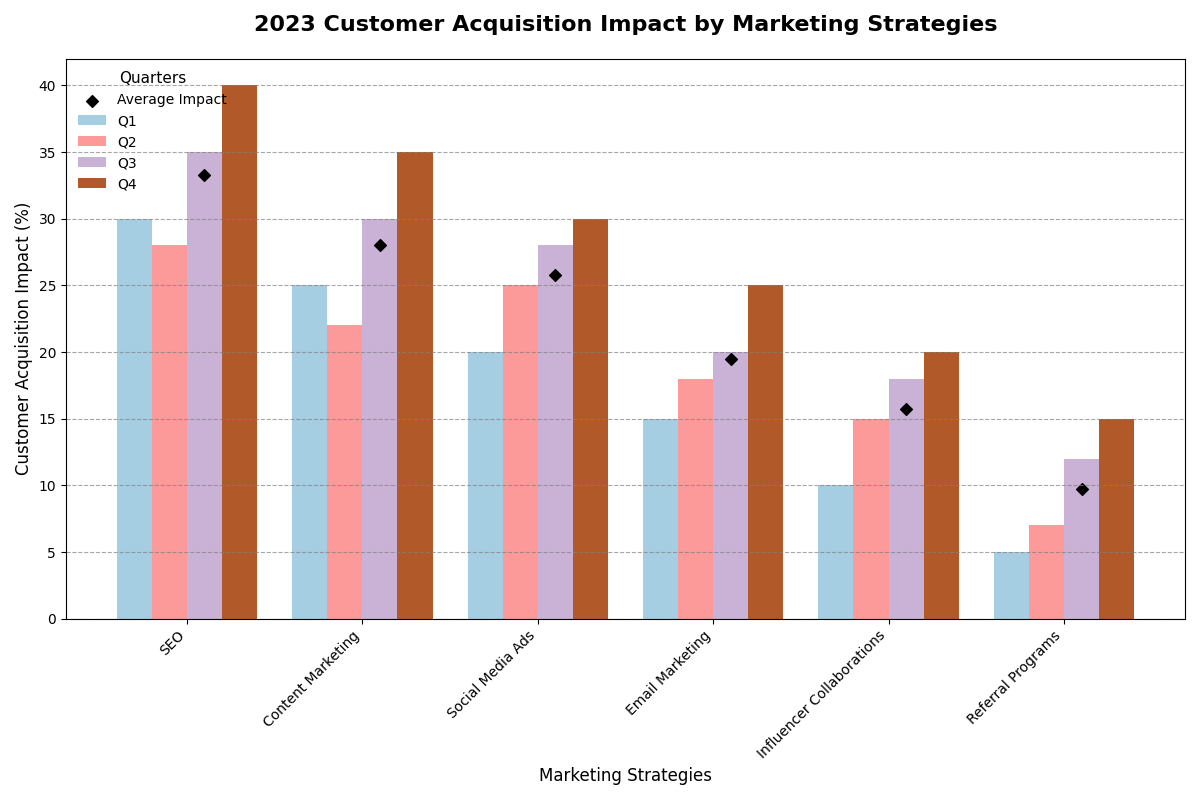 2023 Customer Acquisition Impact by Marketing Strategies
Quarters
Average Impact
Q1
Q2
Q3
Q4
Customer Acquisition Impact (%)
40
35
30
25
20
15
10
5
0
SEO
Content Marketing
Social Media Ads
Email Marketing
Influencer Collaborations
Referral Programs
Marketing Strategies